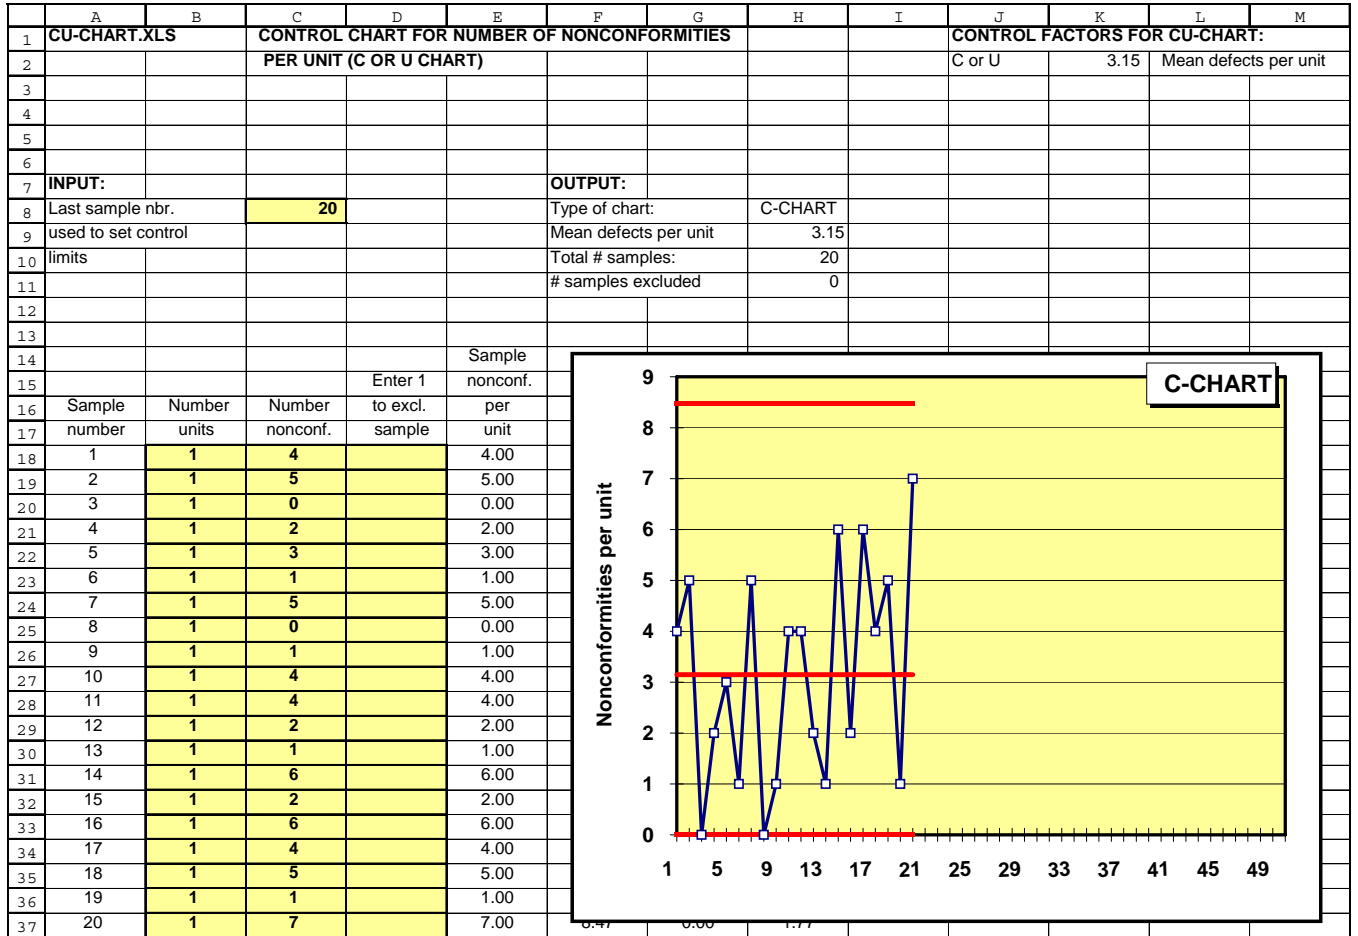 A B C D E F G H I J K L M
1 CU-CHART.XLS CONTROL CHART FOR NUMBER OF NONCONFORMITIES CONTROL FACTORS FOR CU-CHART:
2 PER UNIT (C OR U CHART) C or U 3.15 Mean defects per unit
3
4
5
6
7 INPUT: OUTPUT:
8 Last sample nbr. 20 Type of chart: C-CHART
9 used to set control Mean defects per unit 3.15
10 limits Total # samples: 20
11 # samples excluded 0
12
13
14 Sample
15 Enter 1 nonconf.
16 Sample Number Number to excl. per
17 number units nonconf. sample unit
18 1 1 4 4.00
19 2 1 5 5.00
20 3 1 0 0.00
21 4 1 2 2.00
22 5 1 3 3.00
23 6 1 1 1.00
24 7 1 5 5.00
25 8 1 0 0.00
26 9 1 1 1.00
27 10 1 4 4.00
28 11 1 4 4.00
29 12 1 2 2.00
30 13 1 1 1.00
31 14 1 6 6.00
32 15 1 2 2.00
33 16 1 6 6.00
34 17 1 4 4.00
35 18 1 5 5.00
36 19 1 1 1.00
37 20 1 7 7.00
C-CHART
Nonconformities per unit
9
8
7
6
5
4
3
2
1
0
1 5 9 13 17 21 25 29 33 37 41 45 49